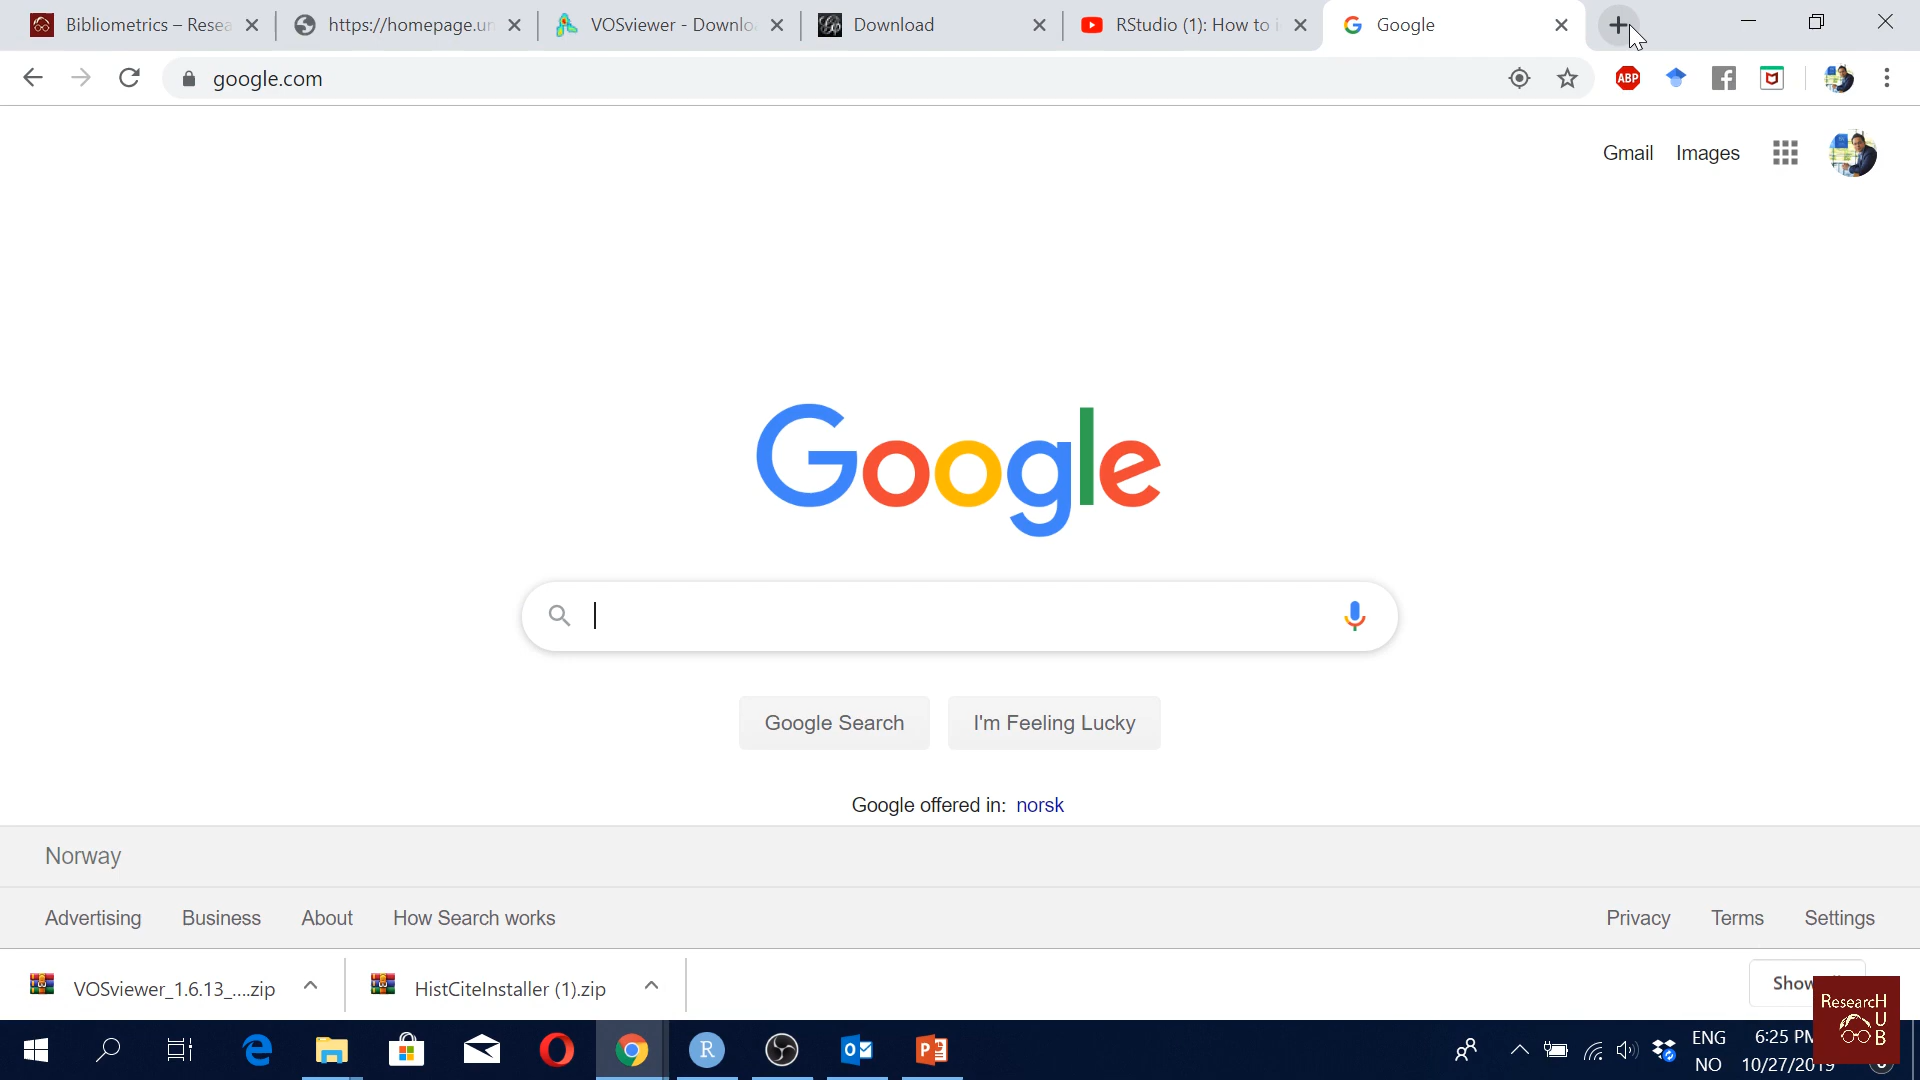 Bibliometrics – Resea
https://homepage.un
VOSviewer - Downlo
Download
RStudio (1): How to i
Google
google.com
ABP
Gmail
Images
Google
Google Search
I'm Feeling Lucky
Google offered in: norsk
Norway
Advertising
Business
About
How Search works
Privacy
Terms
Settings
VOSviewer_1.6.13_....zip
HistCiteInstaller (1).zip
Show
ResearcH
U
B
ENG
6:25 PM
NO
10/27/2019